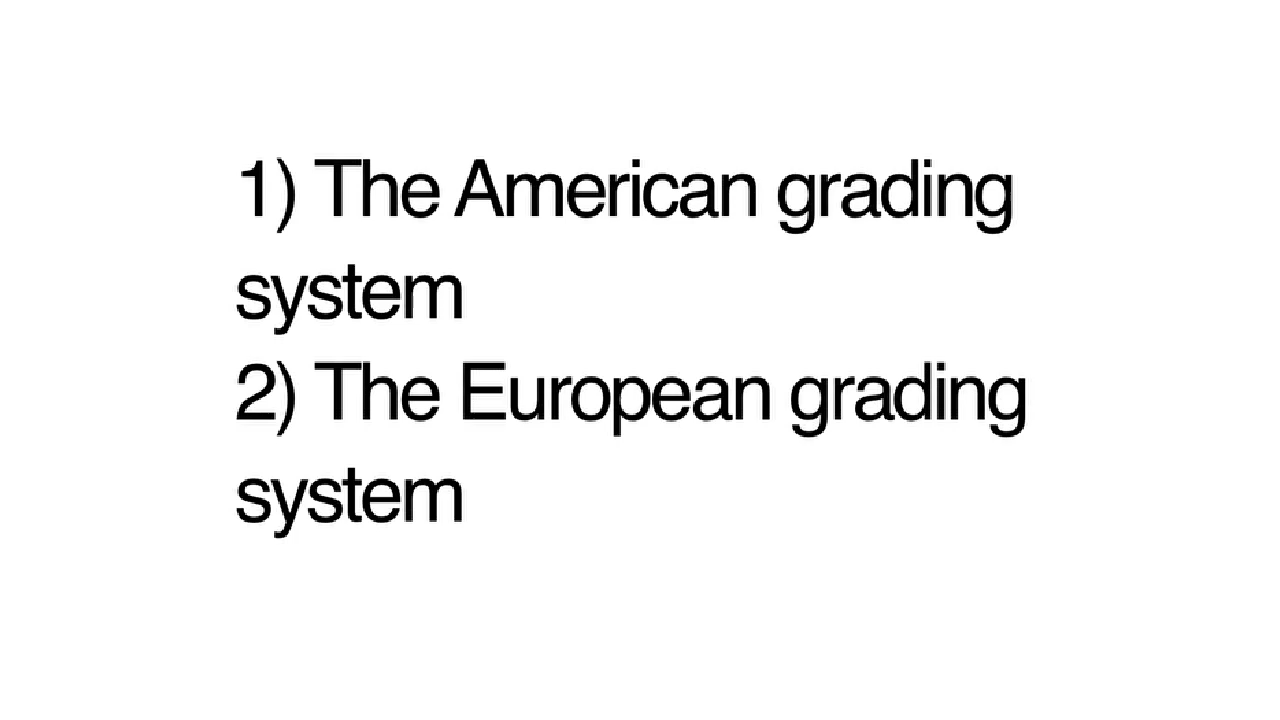 1) The American grading
system
2) The European grading
system